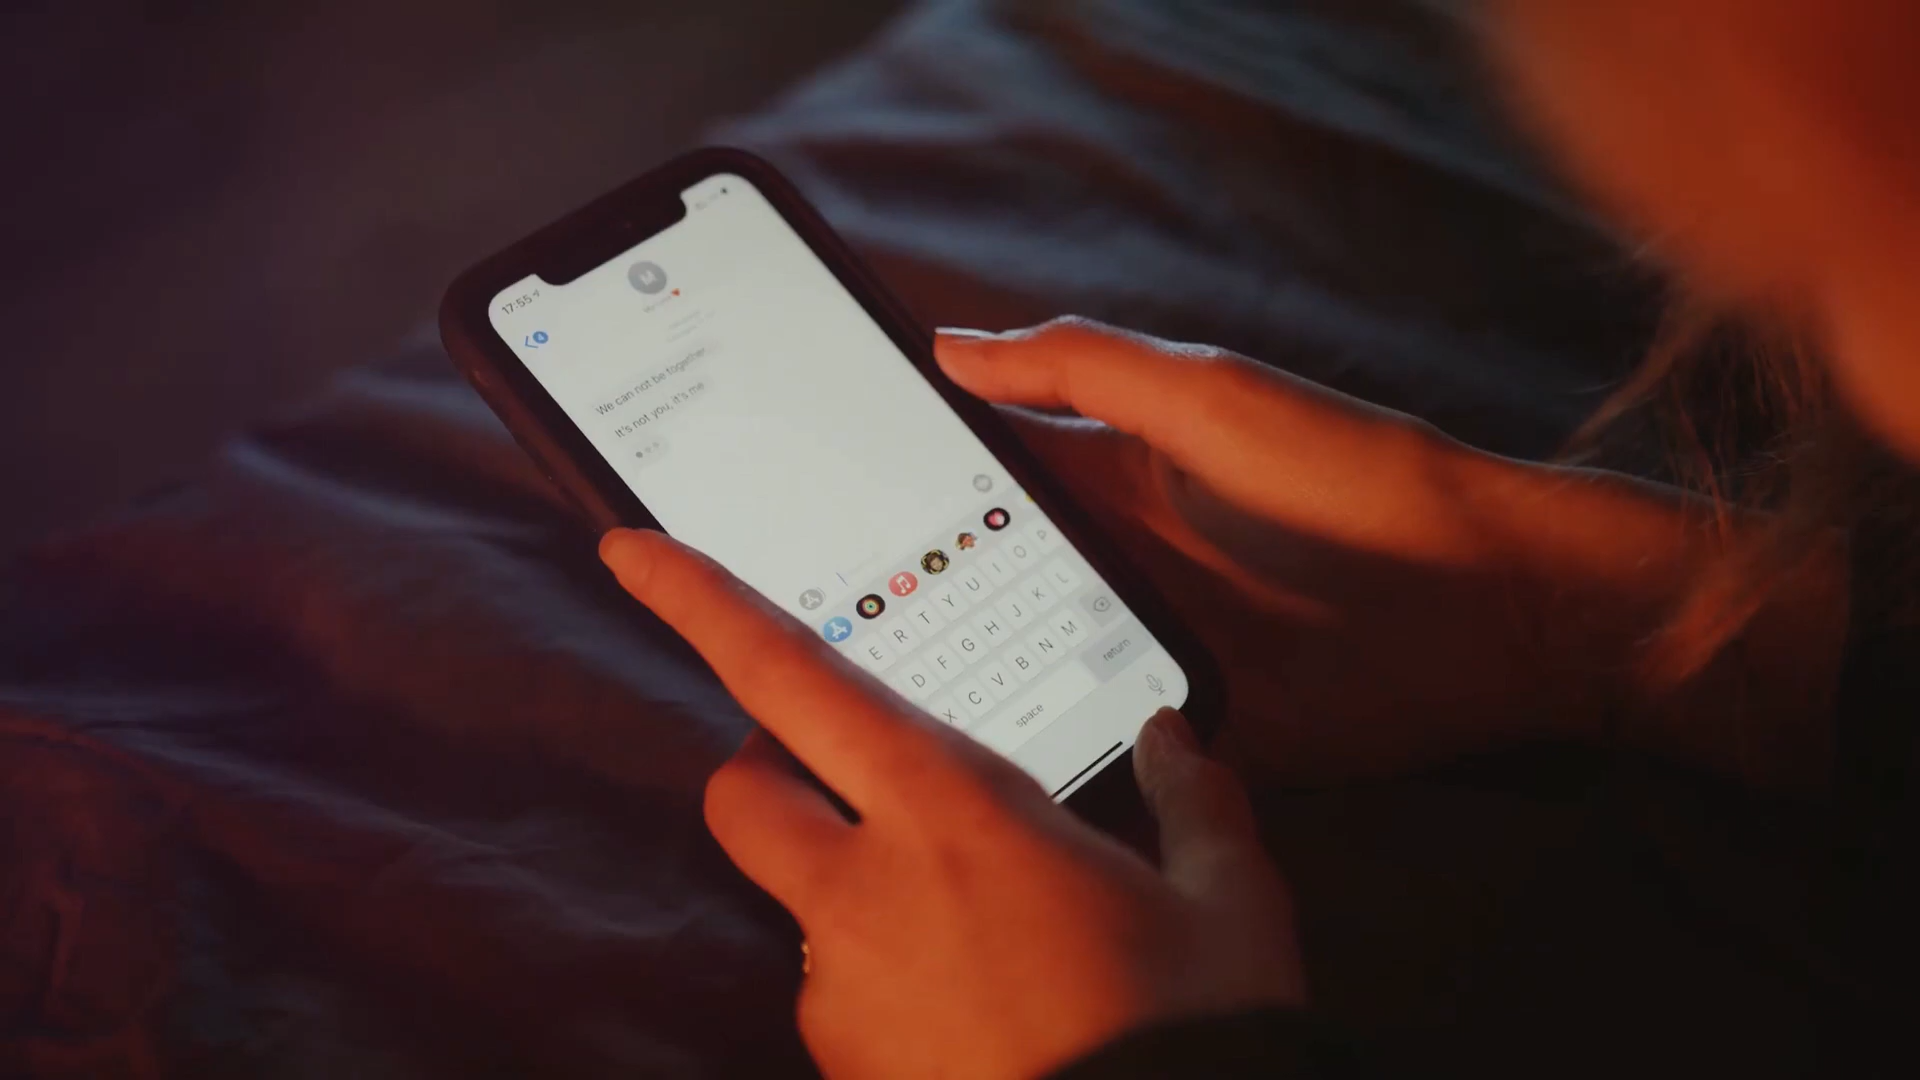 17:55
M
We can not be together
It's not you, it's me
E R T Y U I O P
D F G H J K L
X C V B N M
space
return